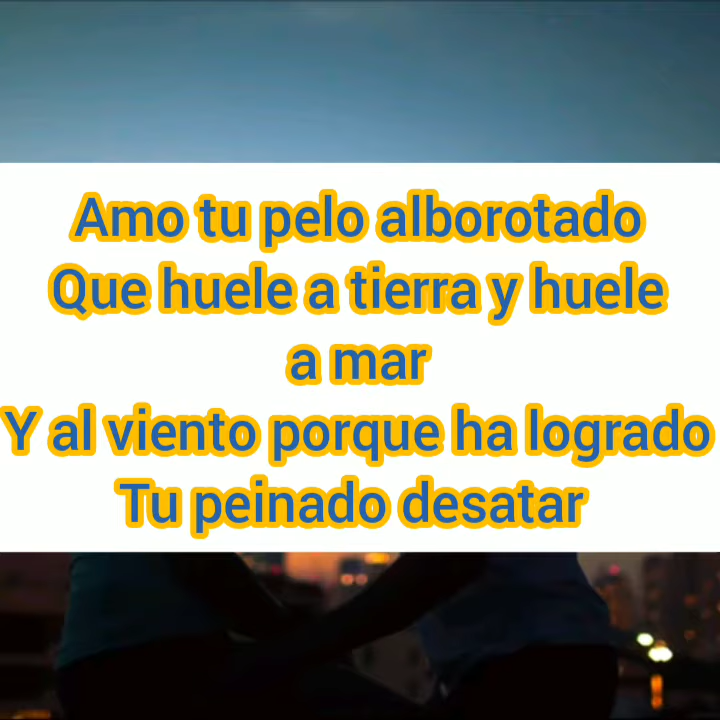 Amo tu pelo alborotado
Que huele a tierra y huele
a mar
Y al viento porque ha logrado
Tu peinado desatar